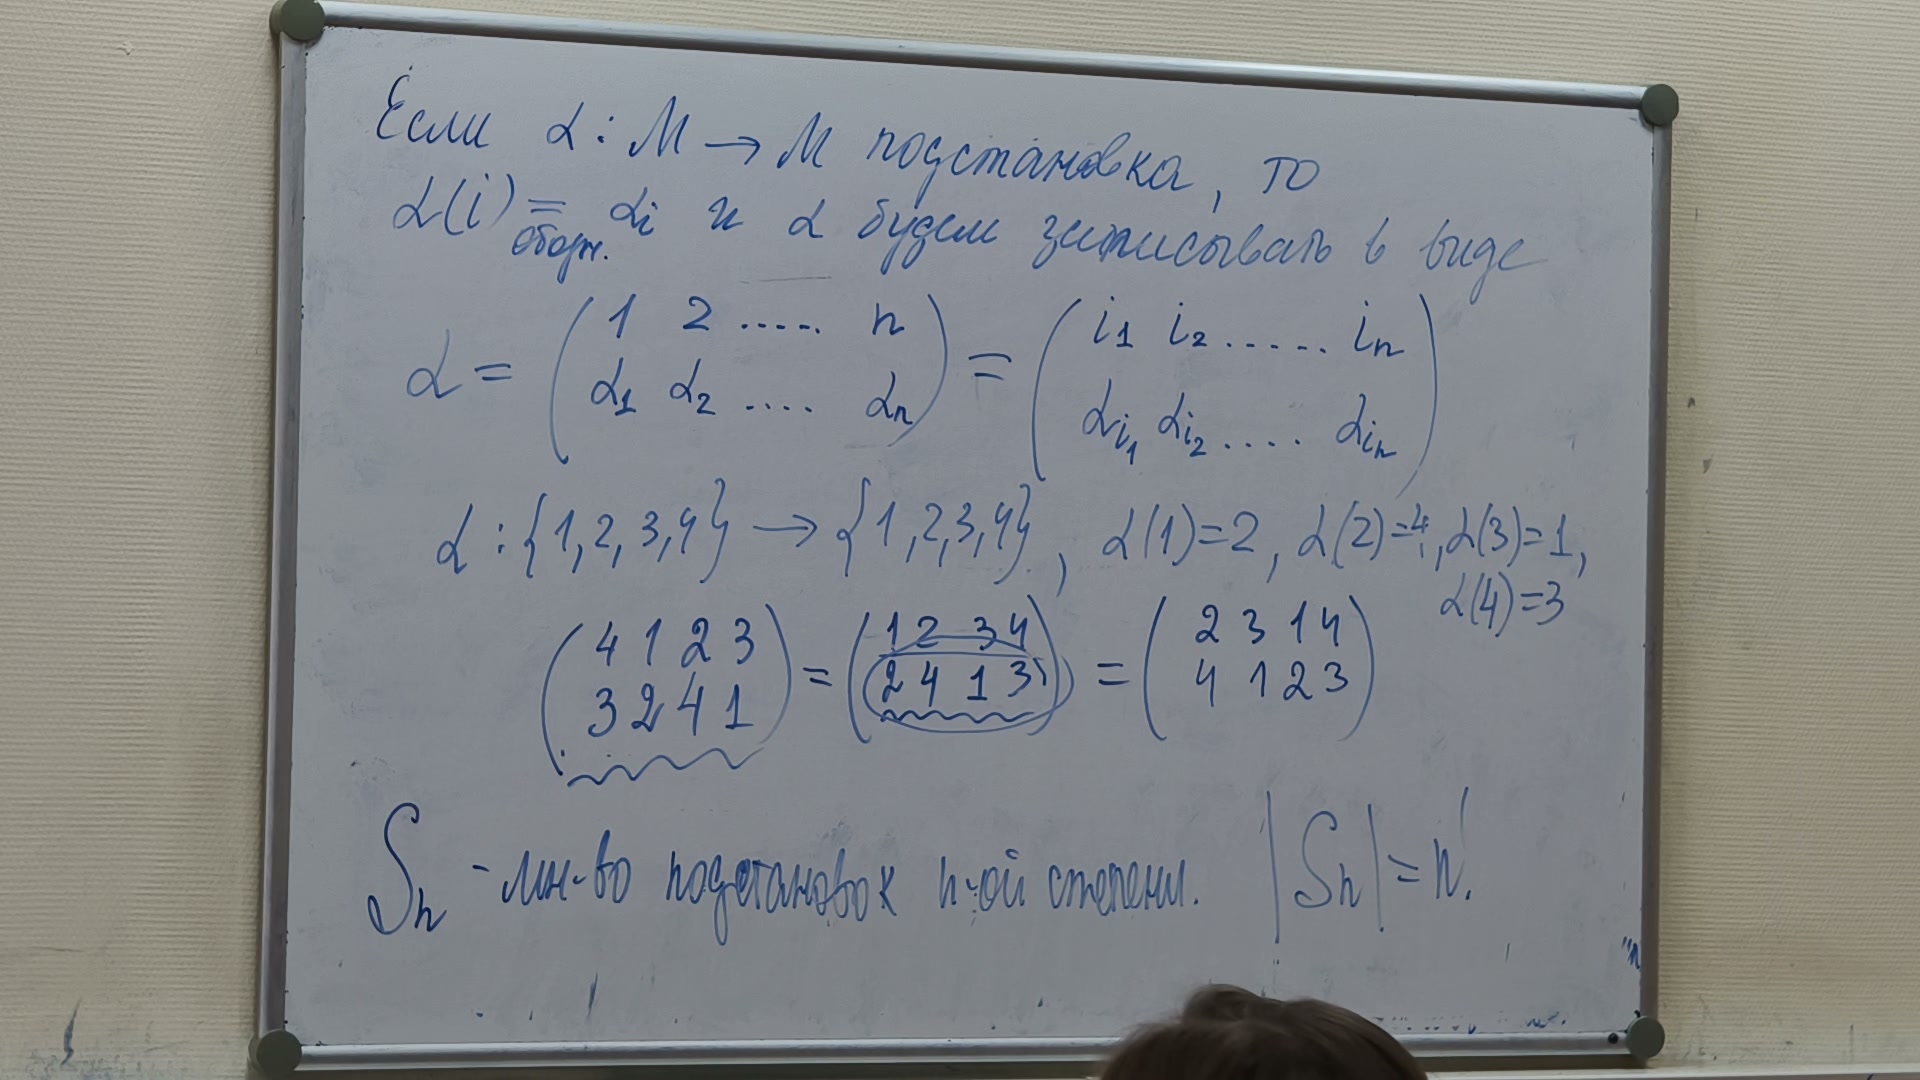 Если α : M → M подстановка, то
α(i) = αi и α будем записывать в виде
обозн.
α = ( 1 2 ..... n ) = ( i1 i2 ..... in )
( α1 α2 .... αn ) ( αi1 αi2 .... αin )
α : {1,2,3,4} → {1,2,3,4}, α(1)=2, α(2)=4, α(3)=1,
α(4)=3
( 4 1 2 3 ) = ( 1 2 3 4 ) = ( 2 3 1 4 )
( 3 2 4 1 ) ( 2 4 1 3 ) ( 4 1 2 3 )
Sn - мн-во подстановок n-ой степени. |Sn| = n!